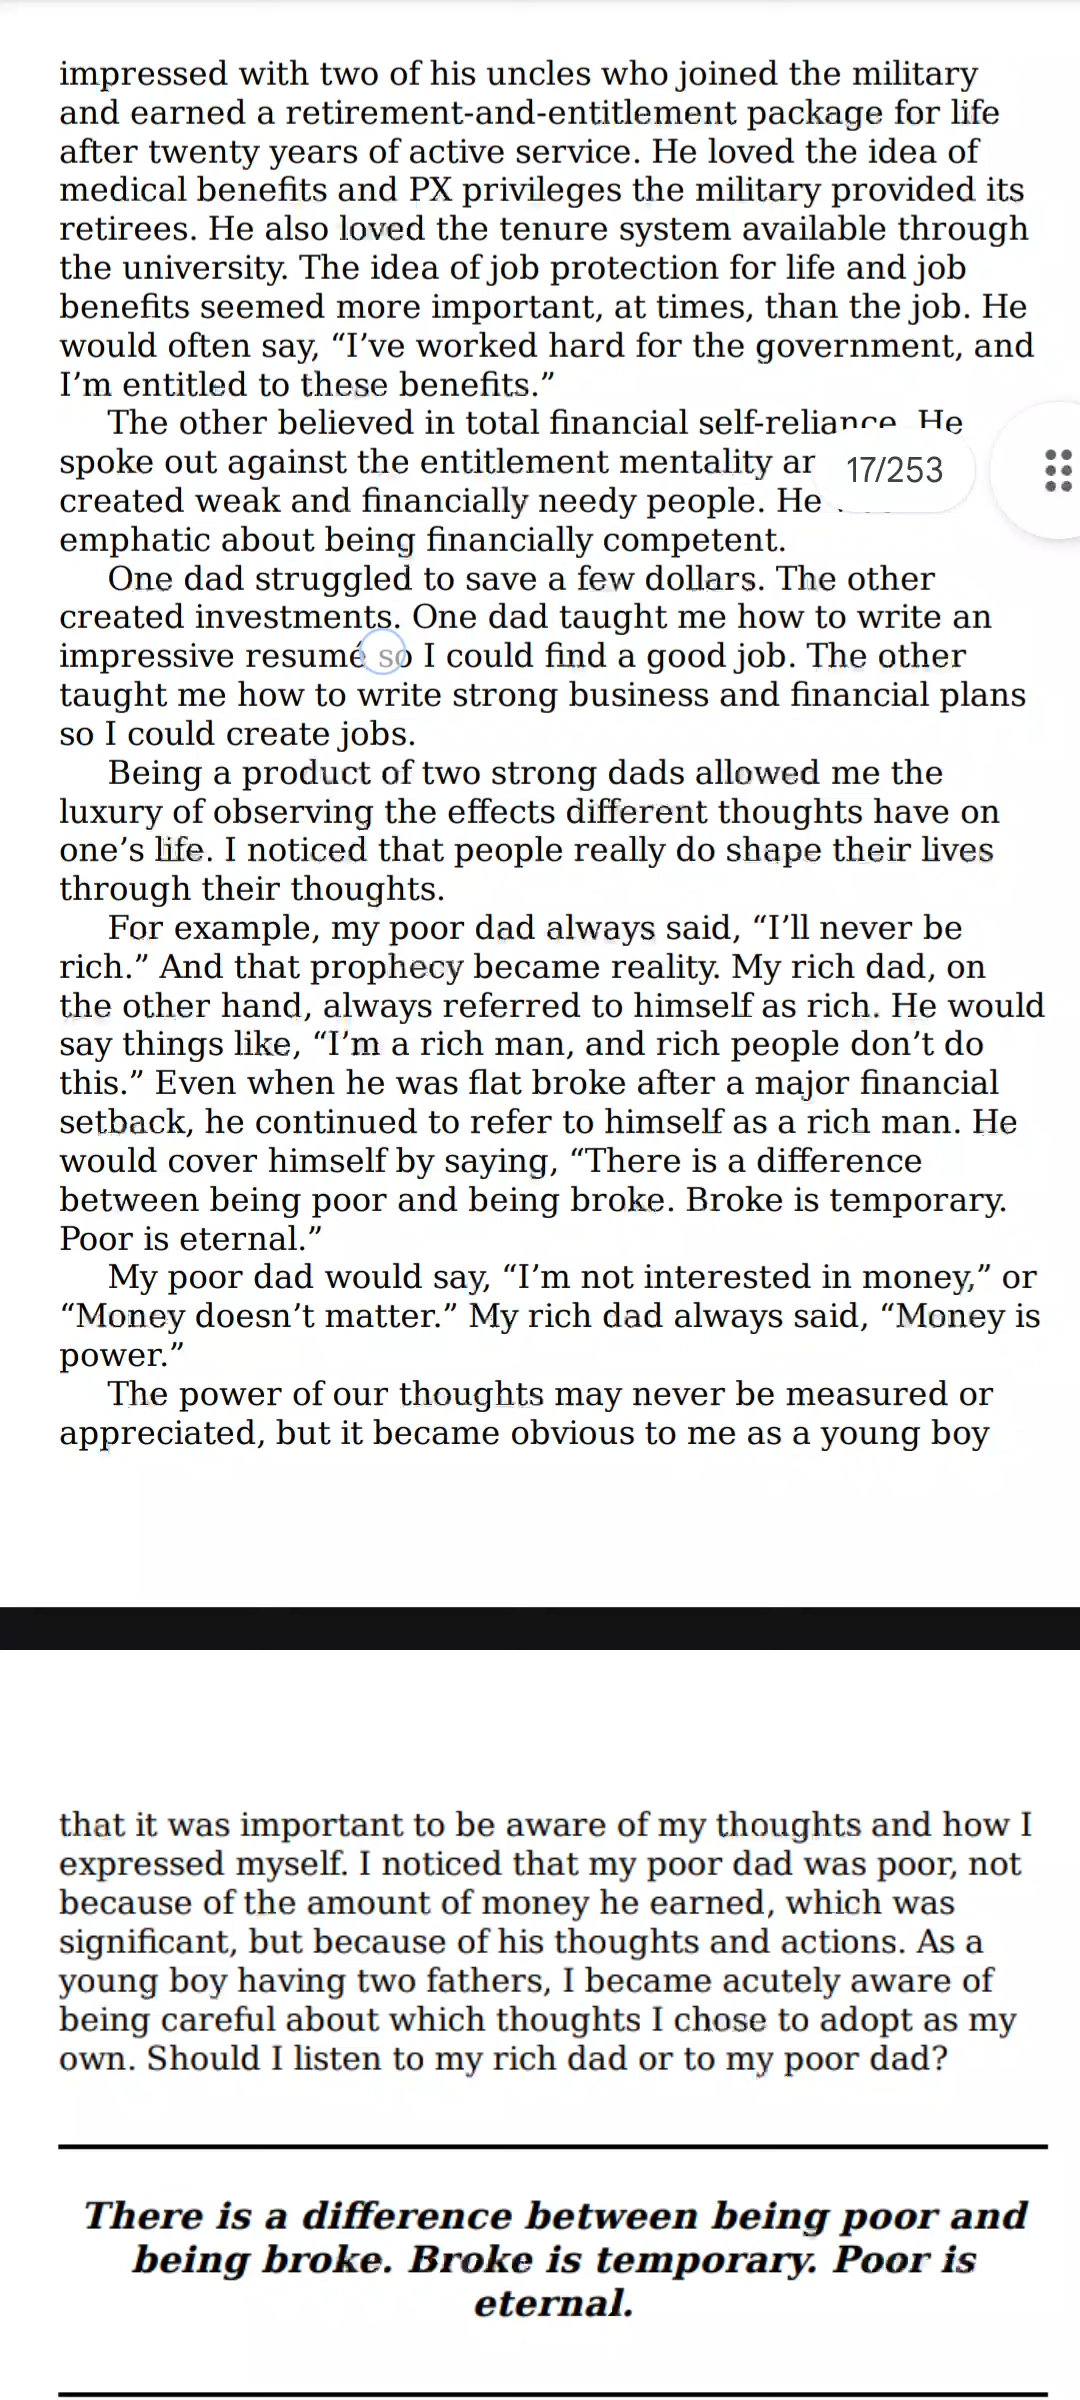 impressed with two of his uncles who joined the military
and earned a retirement-and-entitlement package for life
after twenty years of active service. He loved the idea of
medical benefits and PX privileges the military provided its
retirees. He also loved the tenure system available through
the university. The idea of job protection for life and job
benefits seemed more important, at times, than the job. He
would often say, “I’ve worked hard for the government, and
I’m entitled to these benefits.”
The other believed in total financial self-reliance. He
spoke out against the entitlement mentality
17/253
created weak and financially needy people. He
emphatic about being financially competent.
One dad struggled to save a few dollars. The other
created investments. One dad taught me how to write an
impressive resumé so I could find a good job. The other
taught me how to write strong business and financial plans
so I could create jobs.
Being a product of two strong dads allowed me the
luxury of observing the effects different thoughts have on
one’s life. I noticed that people really do shape their lives
through their thoughts.
For example, my poor dad always said, “I’ll never be
rich.” And that prophecy became reality. My rich dad, on
the other hand, always referred to himself as rich. He would
say things like, “I’m a rich man, and rich people don’t do
this.” Even when he was flat broke after a major financial
setback, he continued to refer to himself as a rich man. He
would cover himself by saying, “There is a difference
between being poor and being broke. Broke is temporary.
Poor is eternal.”
My poor dad would say, “I’m not interested in money,” or
“Money doesn’t matter.” My rich dad always said, “Money is
power.”
The power of our thoughts may never be measured or
appreciated, but it became obvious to me as a young boy
that it was important to be aware of my thoughts and how I
expressed myself. I noticed that my poor dad was poor, not
because of the amount of money he earned, which was
significant, but because of his thoughts and actions. As a
young boy having two fathers, I became acutely aware of
being careful about which thoughts I chose to adopt as my
own. Should I listen to my rich dad or to my poor dad?
There is a difference between being poor and
being broke. Broke is temporary. Poor is
eternal.